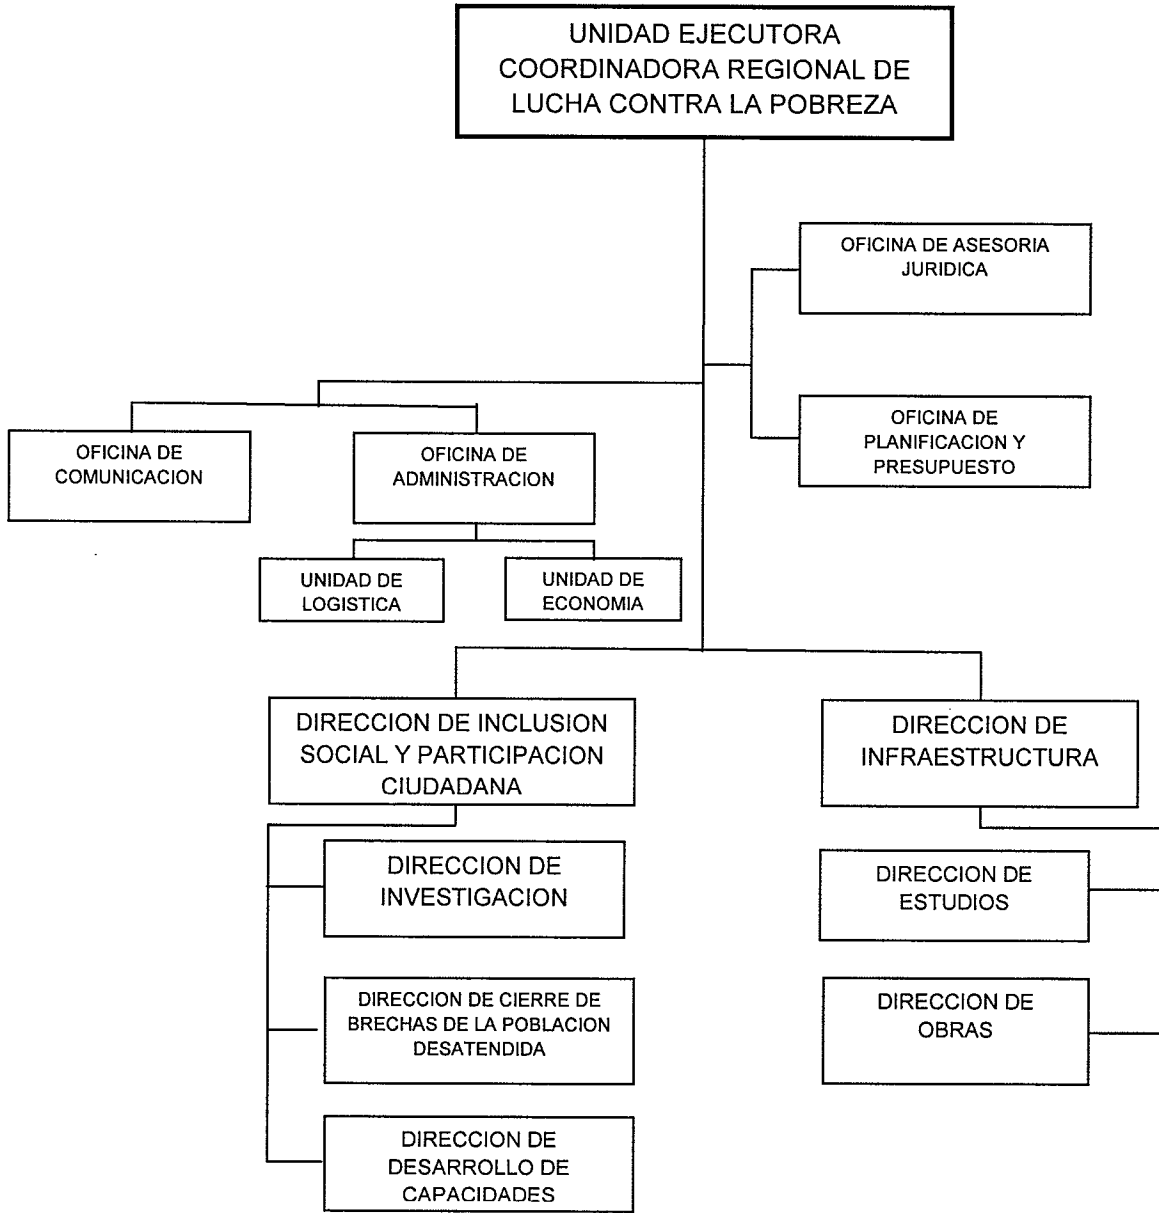 UNIDAD EJECUTORA
COORDINADORA REGIONAL DE
LUCHA CONTRA LA POBREZA
OFICINA DE ASESORIA
JURIDICA
OFICINA DE
PLANIFICACION Y
PRESUPUESTO
OFICINA DE
COMUNICACION
OFICINA DE
ADMINISTRACION
UNIDAD DE
LOGISTICA
UNIDAD DE
ECONOMIA
DIRECCION DE INCLUSION
SOCIAL Y PARTICIPACION
CIUDADANA
DIRECCION DE
INFRAESTRUCTURA
DIRECCION DE
INVESTIGACION
DIRECCION DE
ESTUDIOS
DIRECCION DE CIERRE DE
BRECHAS DE LA POBLACION
DESATENDIDA
DIRECCION DE
OBRAS
DIRECCION DE
DESARROLLO DE
CAPACIDADES